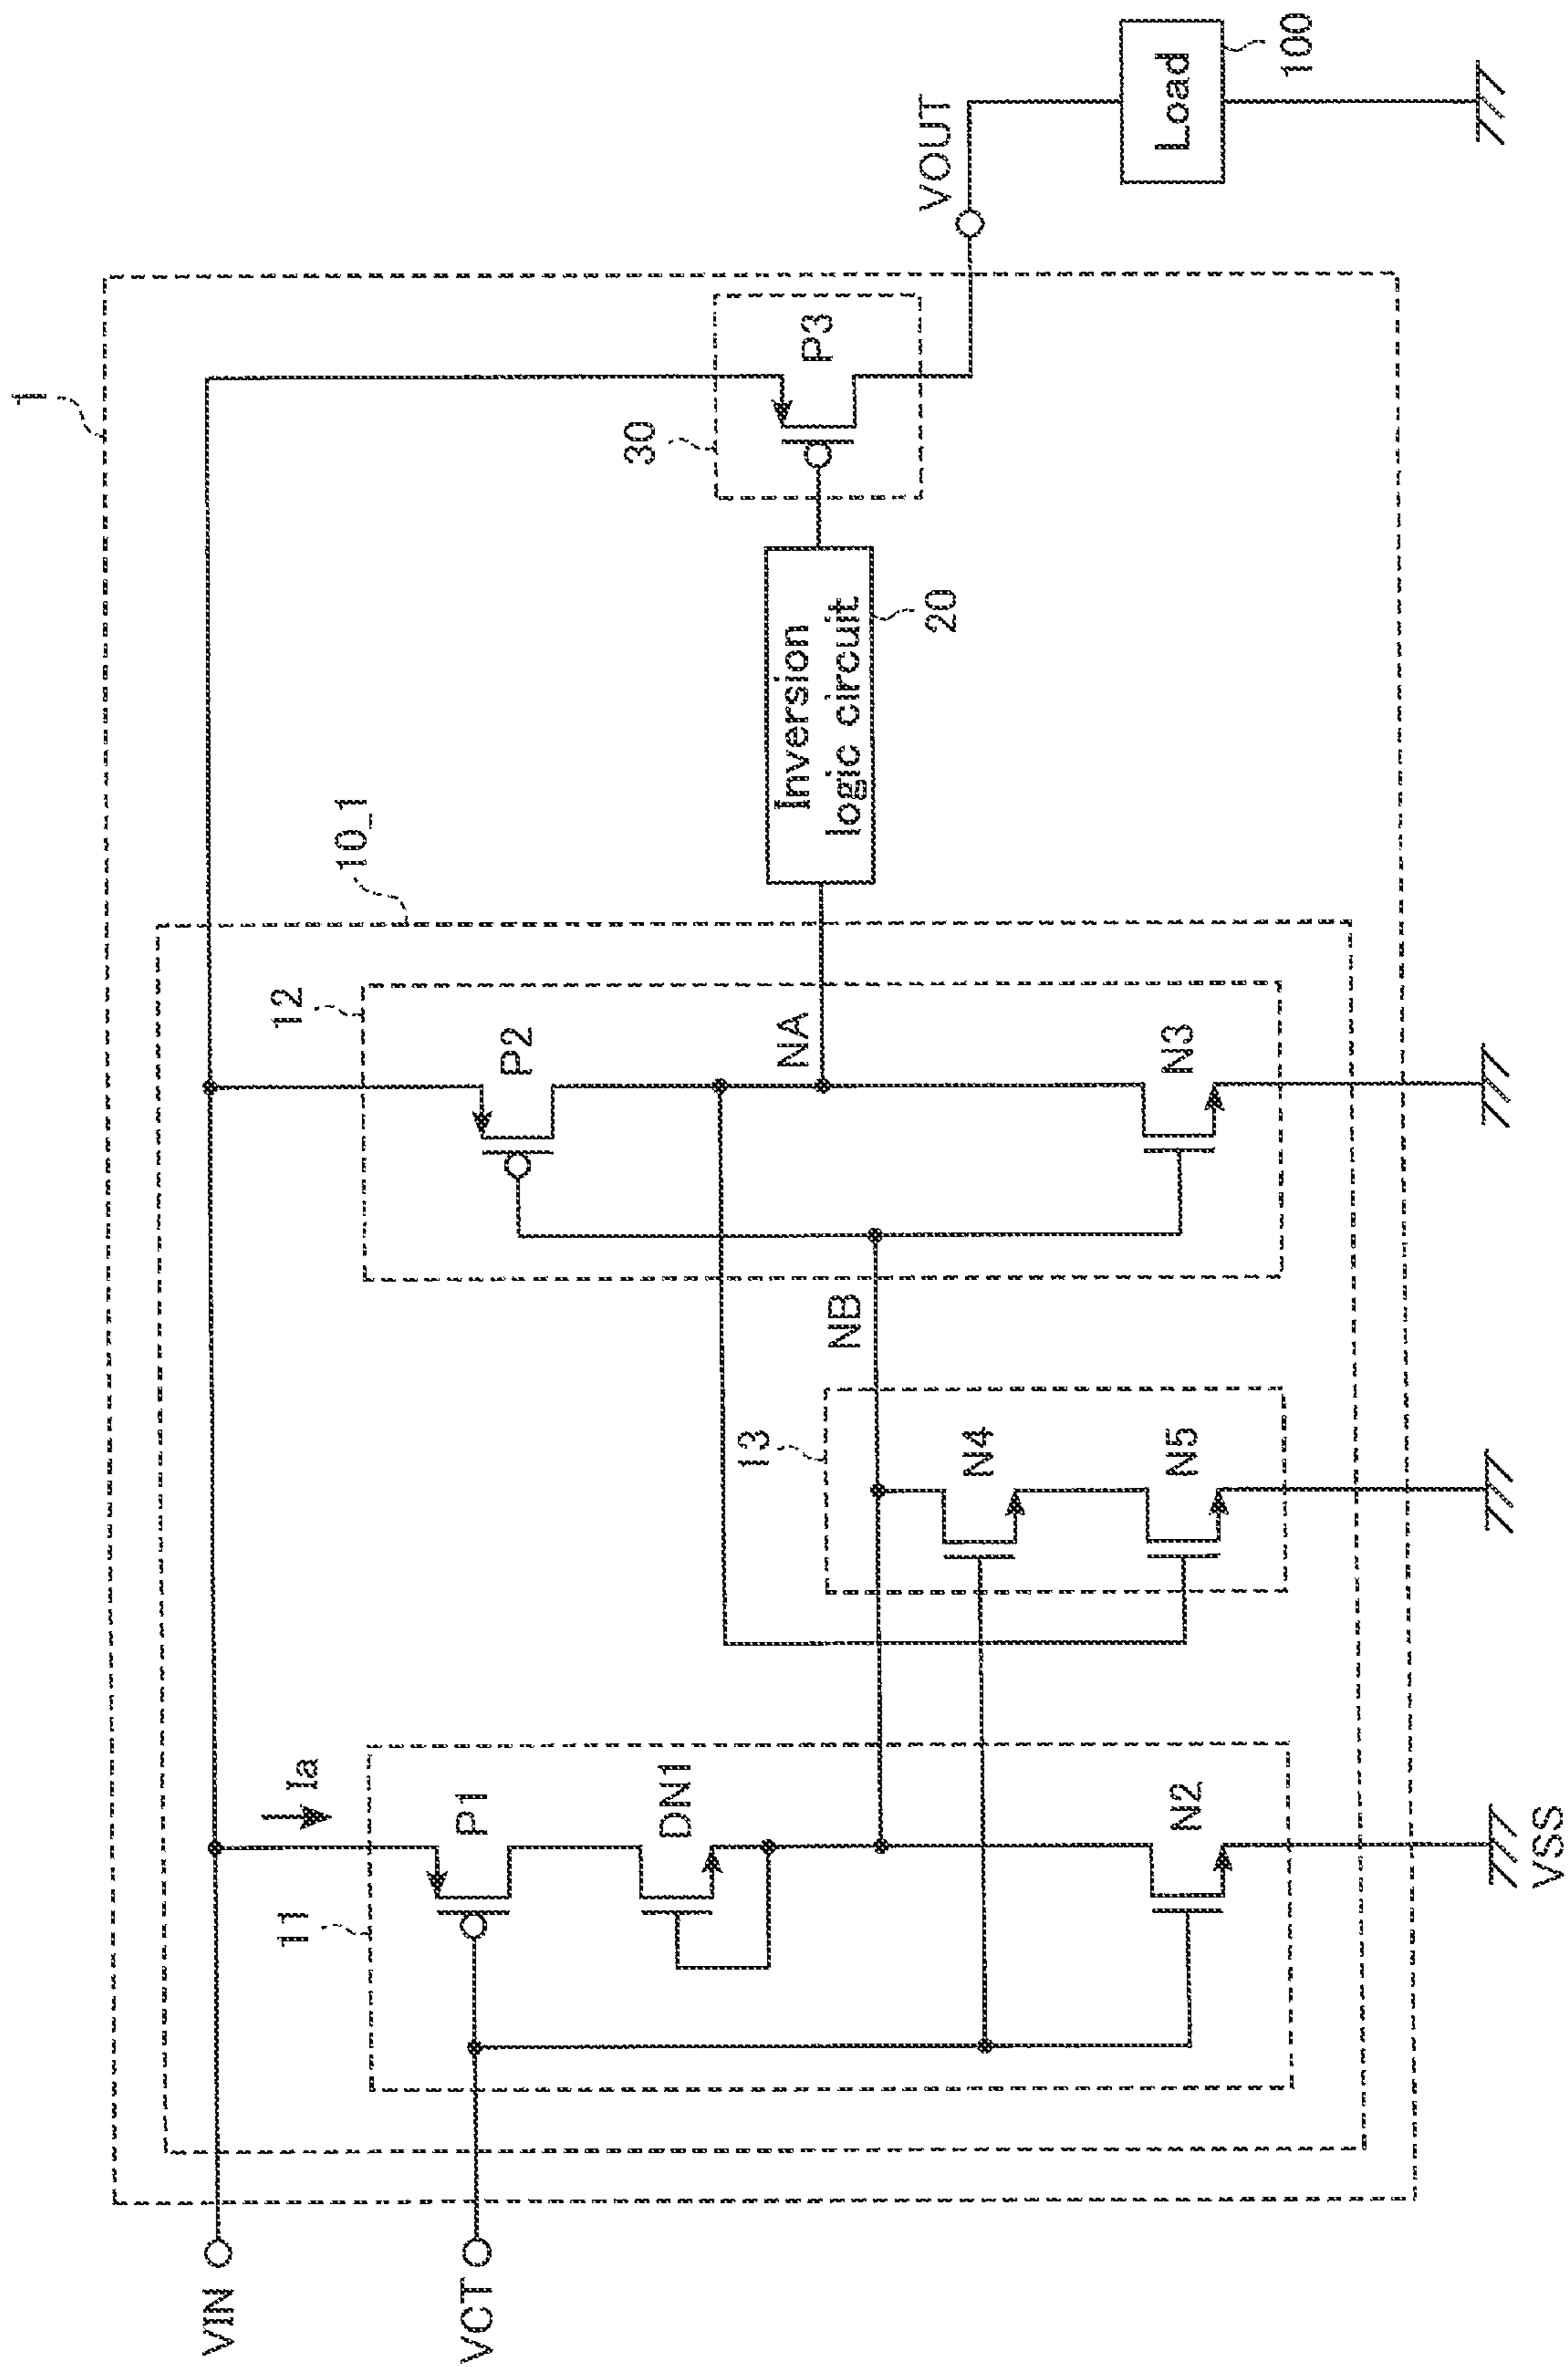 1
10_1
VIN
VCT
11
Ia
P1
DN1
N2
VSS
13
N4
N5
NB
12
P2
NA
N3
Inversion
logic circuit
20
30
P3
VOUT
Load
100